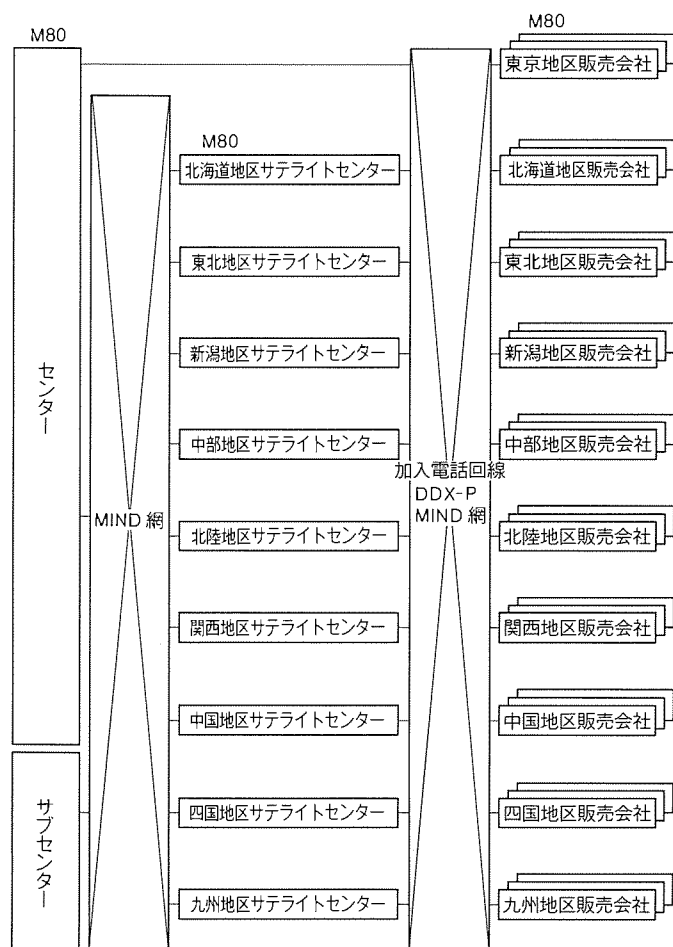 M80
M80
東京地区販売会社
M80
北海道地区サテライトセンター
北海道地区販売会社
東北地区サテライトセンター
東北地区販売会社
新潟地区サテライトセンター
新潟地区販売会社
センター
中部地区サテライトセンター
中部地区販売会社
加入電話回線
DDX-P
MIND網
MIND網
北陸地区サテライトセンター
北陸地区販売会社
関西地区サテライトセンター
関西地区販売会社
中国地区サテライトセンター
中国地区販売会社
サブセンター
四国地区サテライトセンター
四国地区販売会社
九州地区サテライトセンター
九州地区販売会社